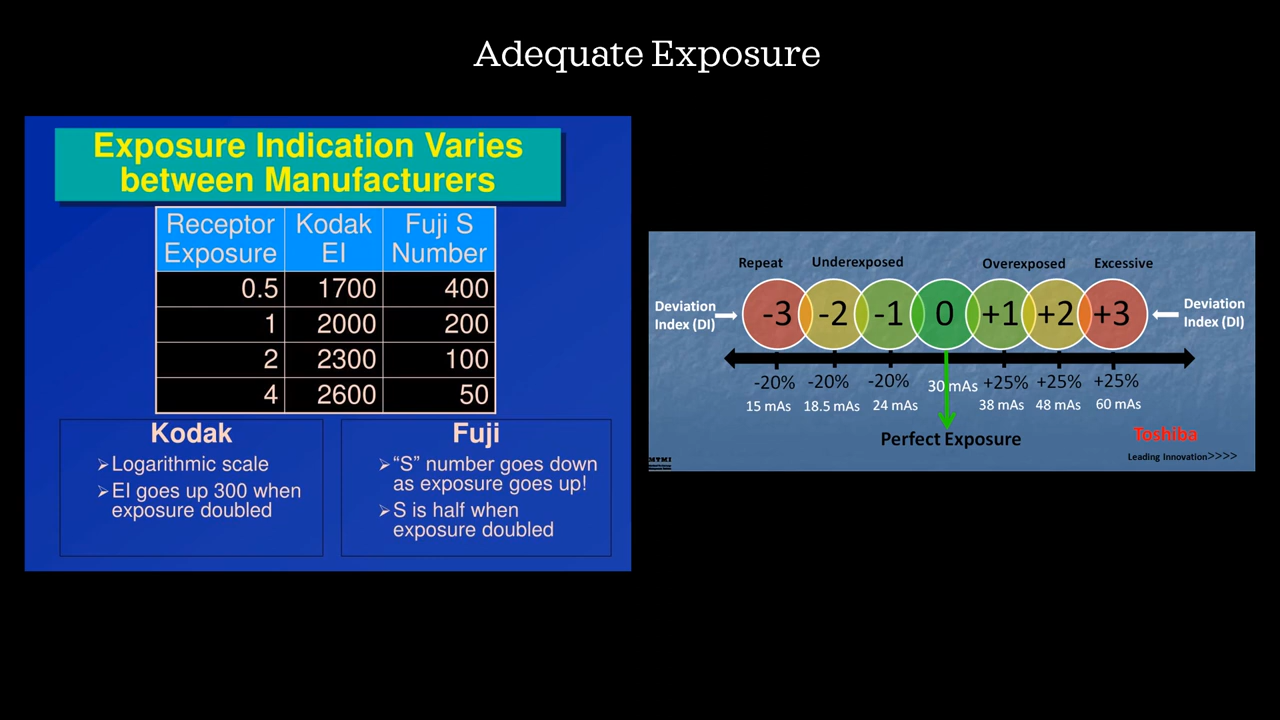 Adequate Exposure
Exposure Indication Varies
between Manufacturers
Receptor Exposure Kodak EI Fuji S Number
0.5 1700 400
1 2000 200
2 2300 100
4 2600 50
Kodak
➢Logarithmic scale
➢EI goes up 300 when
exposure doubled
Fuji
➢“S” number goes down
as exposure goes up!
➢S is half when
exposure doubled
Repeat Underexposed Overexposed Excessive
Deviation
Index (DI)
-3 -2 -1 0 +1 +2 +3
Deviation
Index (DI)
-20% -20% -20% 30 mAs +25% +25% +25%
15 mAs 18.5 mAs 24 mAs 38 mAs 48 mAs 60 mAs
Perfect Exposure
Toshiba
Leading Innovation>>>>